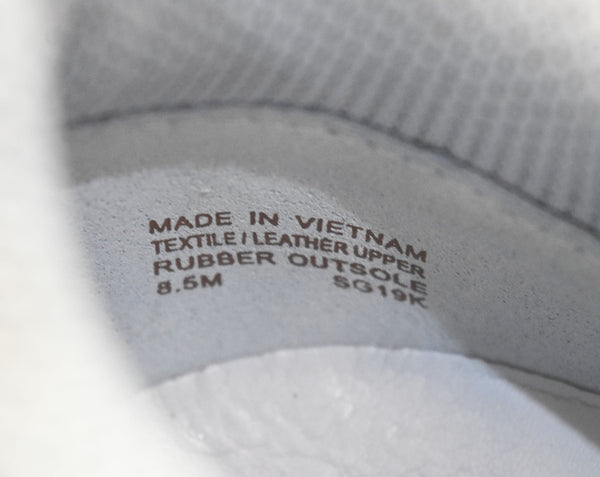 MADE IN VIETNAM
TEXTILE/LEATHER UPPER
RUBBER OUTSOLE
8.5M SG19K